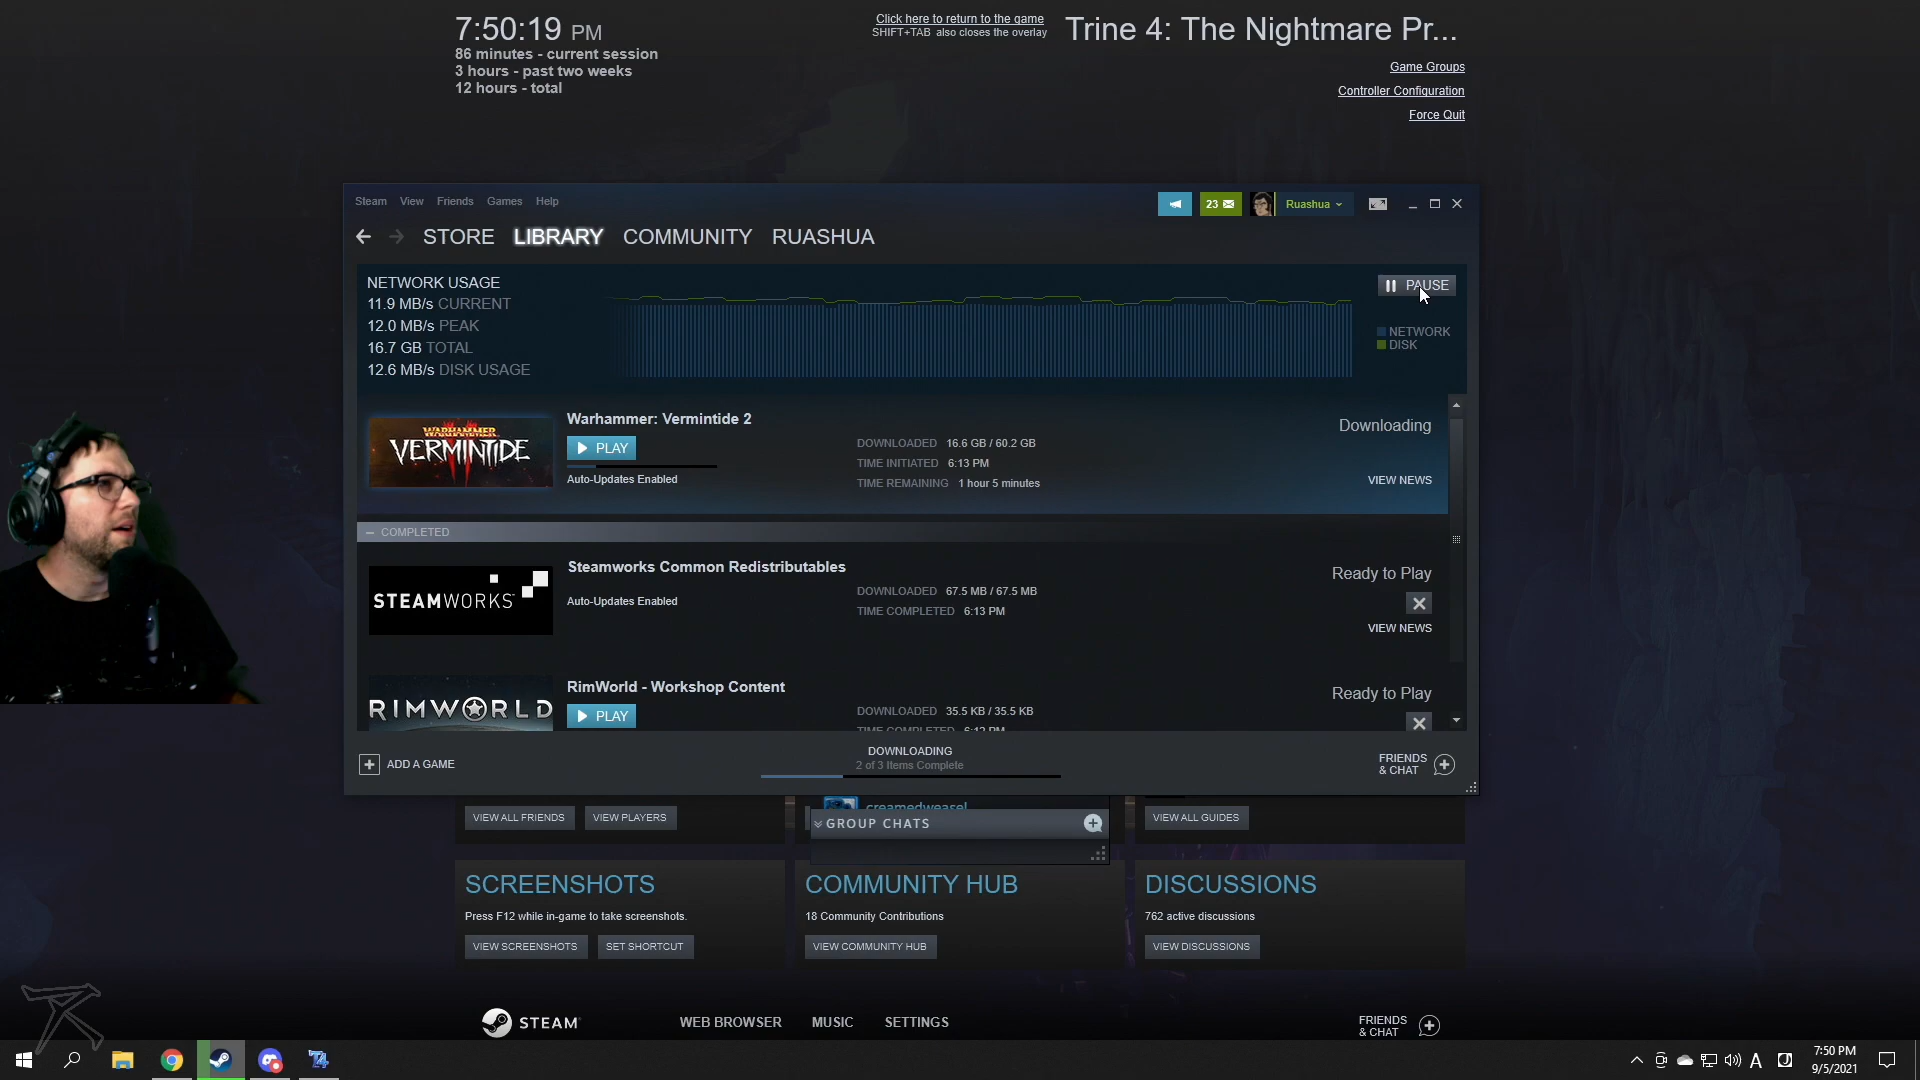 7:50:19 PM
86 minutes - current session
3 hours - past two weeks
12 hours - total
Click here to return to the game
SHIFT+TAB also closes the overlay
Trine 4: The Nightmare Pr...
Game Groups
Controller Configuration
Force Quit
Steam View Friends Games Help
23
Ruashua
STORE LIBRARY COMMUNITY RUASHUA
NETWORK USAGE
11.9 MB/s CURRENT
12.0 MB/s PEAK
16.7 GB TOTAL
12.6 MB/s DISK USAGE
PAUSE
NETWORK
DISK
WARHAMMER
VERMINTIDE
Warhammer: Vermintide 2
PLAY
Auto-Updates Enabled
DOWNLOADED 16.6 GB / 60.2 GB
TIME INITIATED 6:13 PM
TIME REMAINING 1 hour 5 minutes
Downloading
VIEW NEWS
COMPLETED
STEAMWORKS
Steamworks Common Redistributables
Auto-Updates Enabled
DOWNLOADED 67.5 MB / 67.5 MB
TIME COMPLETED 6:13 PM
Ready to Play
VIEW NEWS
RIMWORLD
RimWorld - Workshop Content
PLAY
DOWNLOADED 35.5 KB / 35.5 KB
TIME COMPLETED 6:12 PM
Ready to Play
ADD A GAME
DOWNLOADING
2 of 3 Items Complete
FRIENDS
& CHAT
creamedweasel
GROUP CHATS
VIEW ALL FRIENDS
VIEW PLAYERS
VIEW ALL GUIDES
SCREENSHOTS
Press F12 while in-game to take screenshots.
VIEW SCREENSHOTS
SET SHORTCUT
COMMUNITY HUB
18 Community Contributions
VIEW COMMUNITY HUB
DISCUSSIONS
762 active discussions
VIEW DISCUSSIONS
STEAM
WEB BROWSER
MUSIC
SETTINGS
FRIENDS
& CHAT
T4
A
7:50 PM
9/5/2021